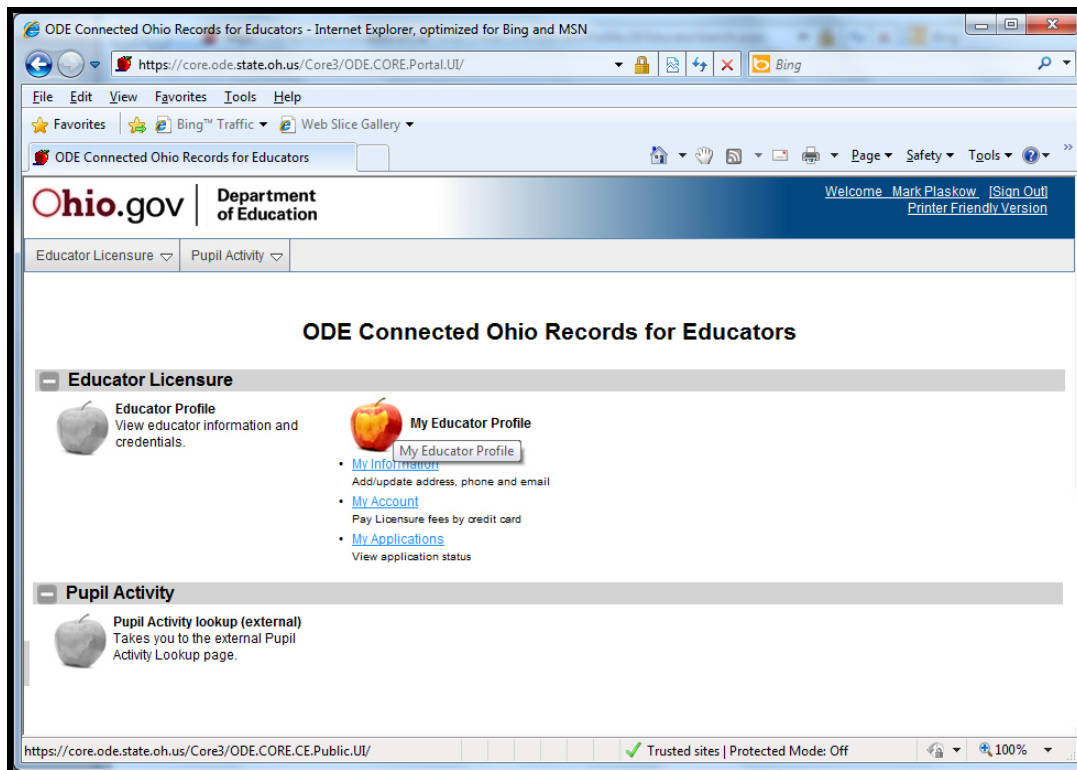 ODE Connected Ohio Records for Educators - Internet Explorer, optimized for Bing and MSN
https://core.ode.state.oh.us/Core3/ODE.CORE.Portal.UI/
Bing
File Edit View Favorites Tools Help
Favorites Bing™ Traffic Web Slice Gallery
ODE Connected Ohio Records for Educators
Page Safety Tools
Ohio.gov
Department
of Education
Welcome Mark Plaskow [Sign Out]
Printer Friendly Version
Educator Licensure Pupil Activity
ODE Connected Ohio Records for Educators
Educator Licensure
Educator Profile
View educator information and
credentials.
My Educator Profile
My Educator Profile
• My Information
Add/update address, phone and email
• My Account
Pay Licensure fees by credit card
• My Applications
View application status
Pupil Activity
Pupil Activity lookup (external)
Takes you to the external Pupil
Activity Lookup page.
https://core.ode.state.oh.us/Core3/ODE.CORE.CE.Public.UI/
Trusted sites | Protected Mode: Off
100%